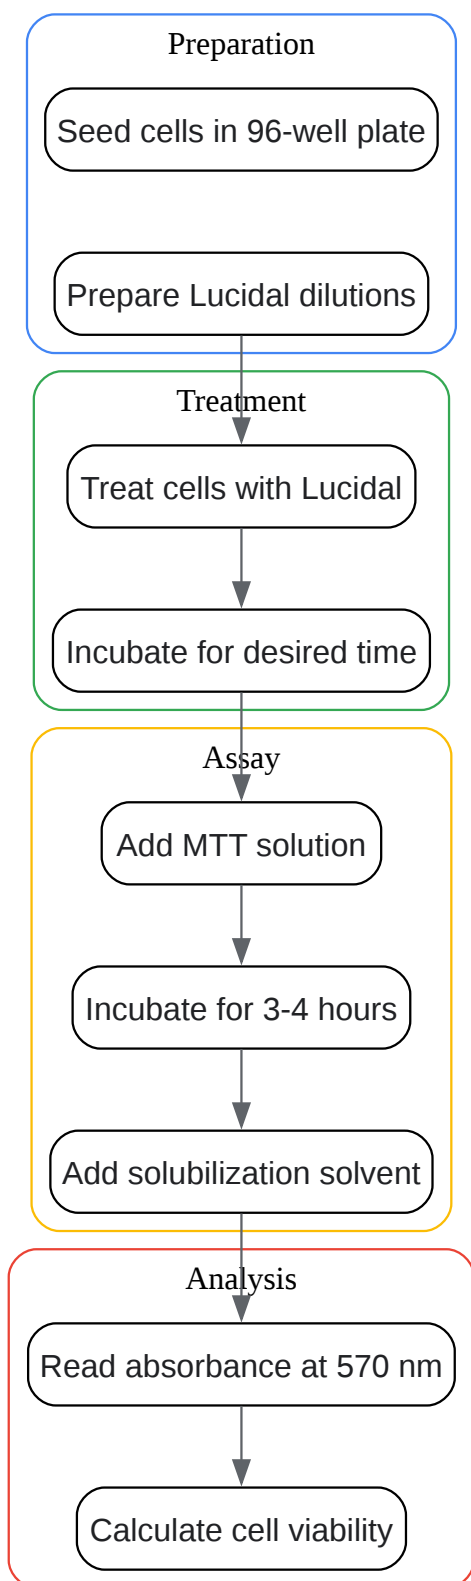 Preparation
Seed cells in 96-well plate
Prepare Lucidal dilutions
Treatment
Treat cells with Lucidal
Incubate for desired time
Assay
Add MTT solution
Incubate for 3-4 hours
Add solubilization solvent
Analysis
Read absorbance at 570 nm
Calculate cell viability